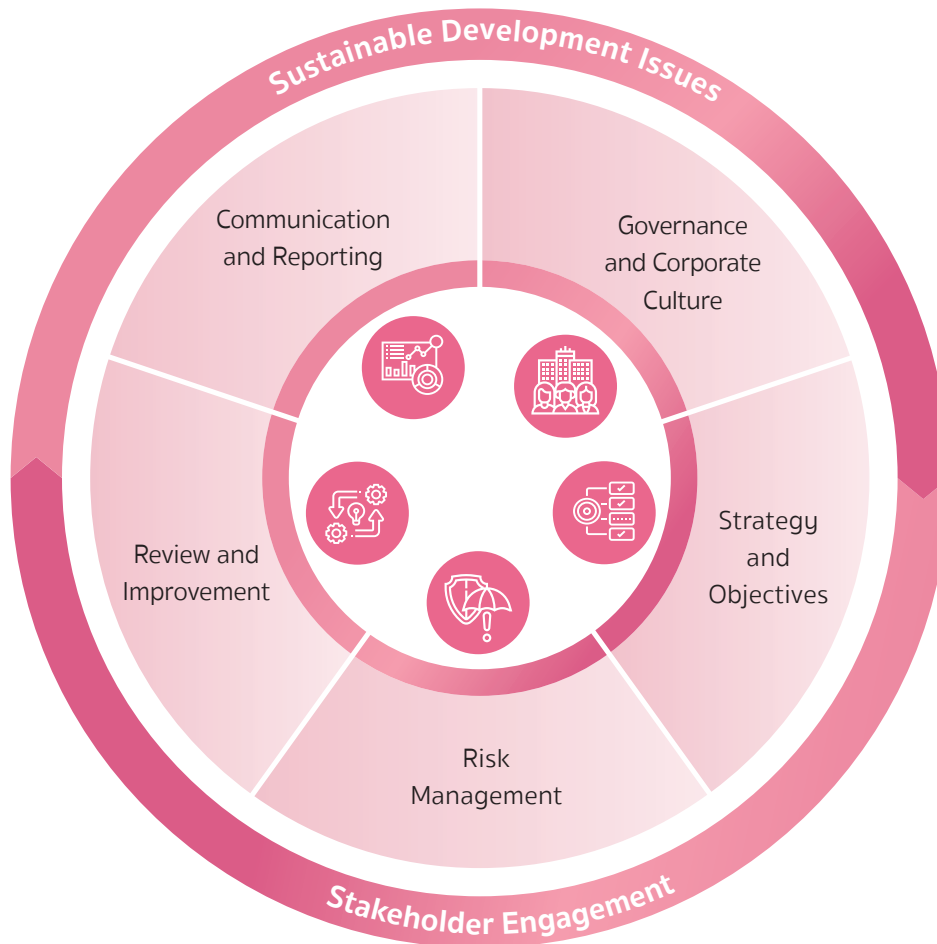 Sustainable Development Issues
Communication
and Reporting
Governance
and Corporate
Culture
Review and
Improvement
Strategy
and
Objectives
Risk
Management
Stakeholder Engagement